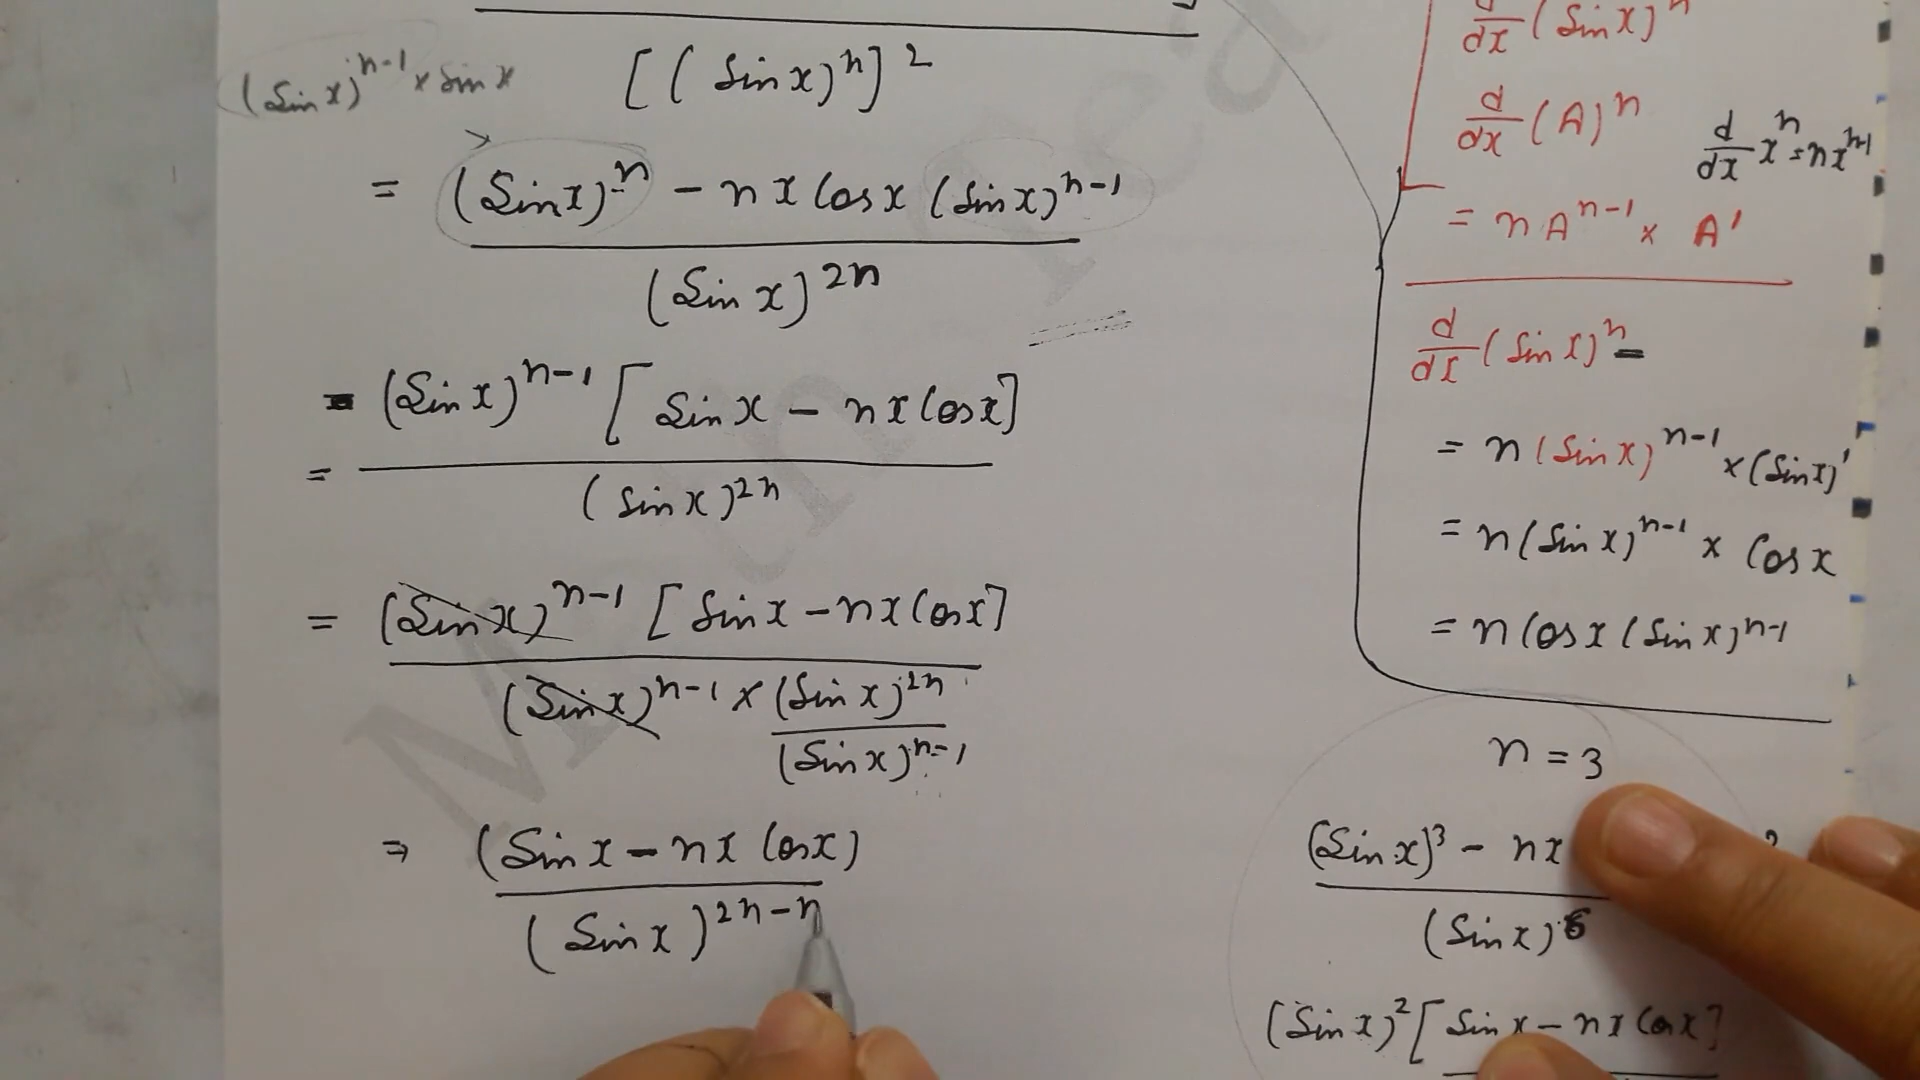 (Sin x)^{n-1} × Sin x
[(Sin x)^n]^2
= (Sin x)^n - n x Cos x (Sin x)^{n-1}
(Sin x)^{2n}
= (Sin x)^{n-1} [Sin x - n x Cos x]
=
(Sin x)^{2n}
= (Sin x)^{n-1} [Sin x - n x Cos x]
(Sin x)^{n-1} × (Sin x)^{2n}
(Sin x)^{n-1}
⇒ (Sin x - n x Cos x)
(Sin x)^{2n-n
d/dx (Sin x)^n
d/dx (A)^n
d/dx x^n = n x^{n-1}
= n A^{n-1} × A'
d/dx (Sin x)^n =
= n (Sin x)^{n-1} × (Sin x)'
= n (Sin x)^{n-1} × Cos x
= n Cos x (Sin x)^{n-1}
n = 3
(Sin x)^3 - n x
(Sin x)^6
(Sin x)^2 [Sin x - n x Cos x]
Math